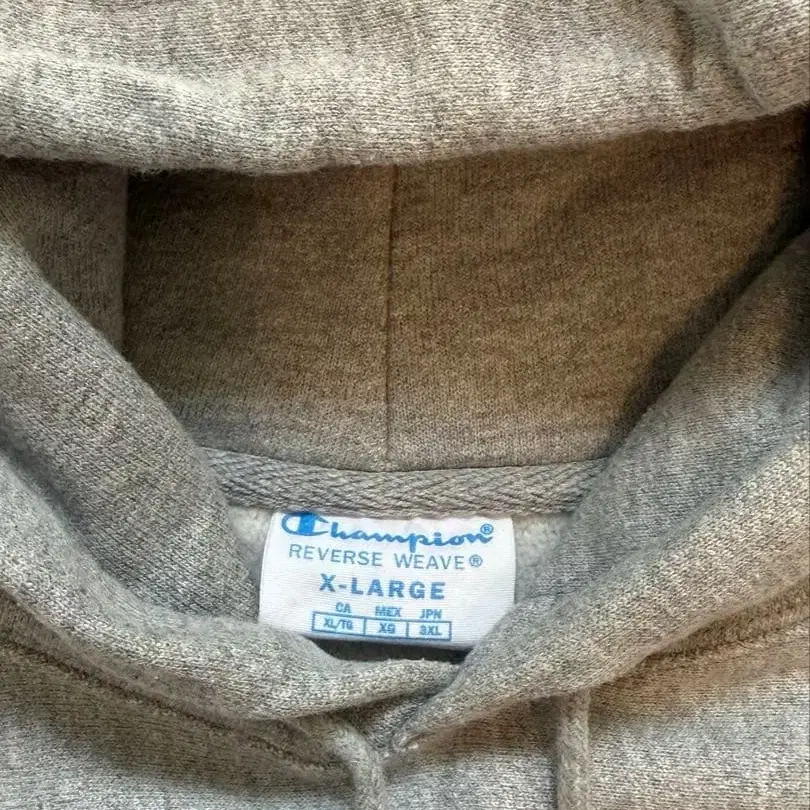 Champion®
REVERSE WEAVE®
X-LARGE
CA MEX JPN
XL/TG XG 3XL